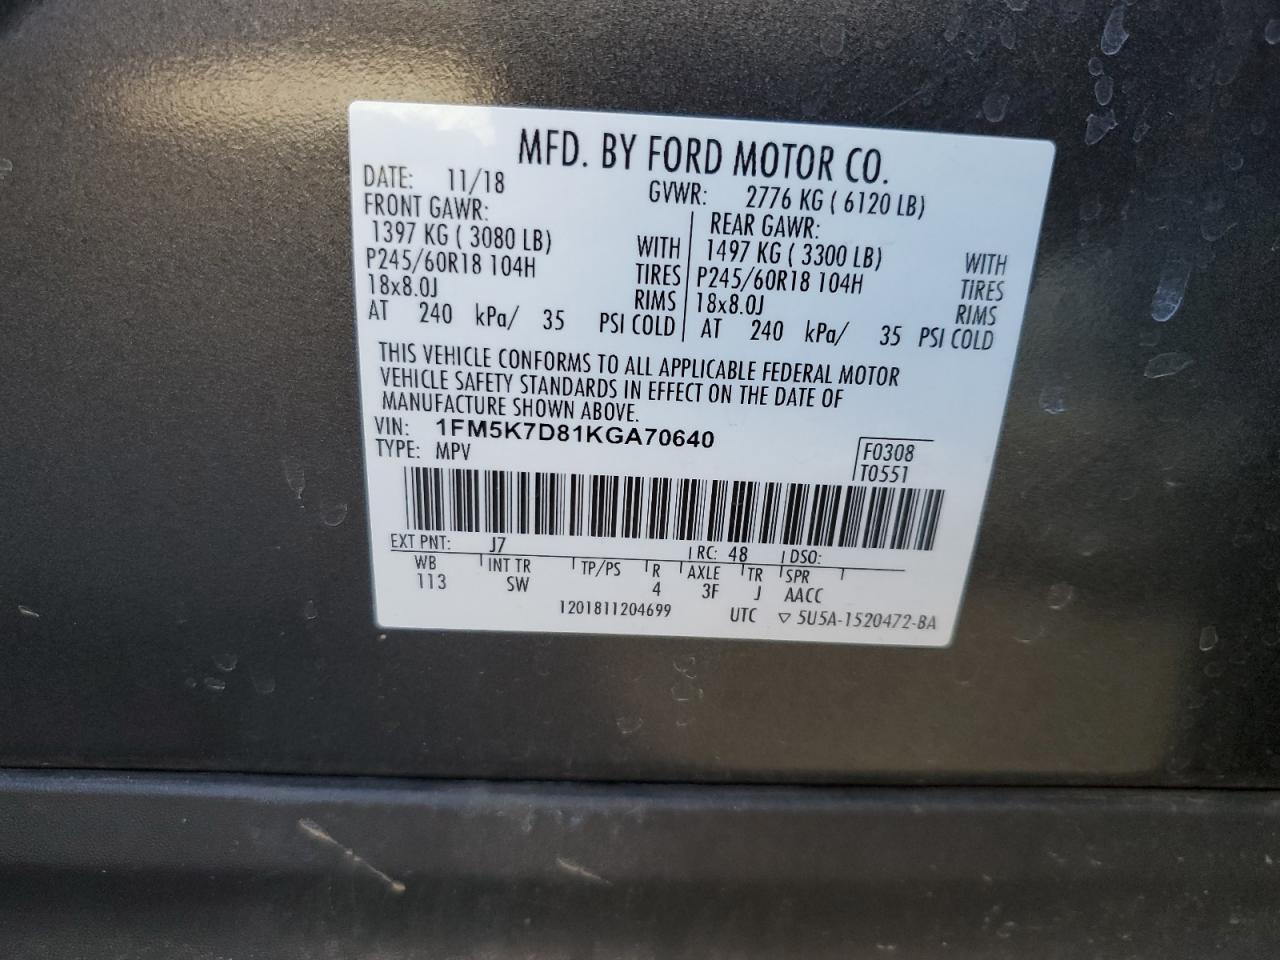 MFD. BY FORD MOTOR CO.
DATE: 11/18 GVWR: 2776 KG ( 6120 LB)
FRONT GAWR: REAR GAWR:
1397 KG ( 3080 LB) WITH 1497 KG ( 3300 LB) WITH
P245/60R18 104H TIRES P245/60R18 104H TIRES
18x8.0J RIMS 18x8.0J RIMS
AT 240 kPa/ 35 PSI COLD AT 240 kPa/ 35 PSI COLD
THIS VEHICLE CONFORMS TO ALL APPLICABLE FEDERAL MOTOR
VEHICLE SAFETY STANDARDS IN EFFECT ON THE DATE OF
MANUFACTURE SHOWN ABOVE.
VIN: 1FM5K7D81KGA70640
TYPE: MPV F0308
T0551
EXT PNT: J7 RC: 48 DSO:
WB INT TR TP/PS R AXLE TR SPR
113 SW 4 3F J AACC
1201811204699 UTC ▽ 5U5A-1520472-BA